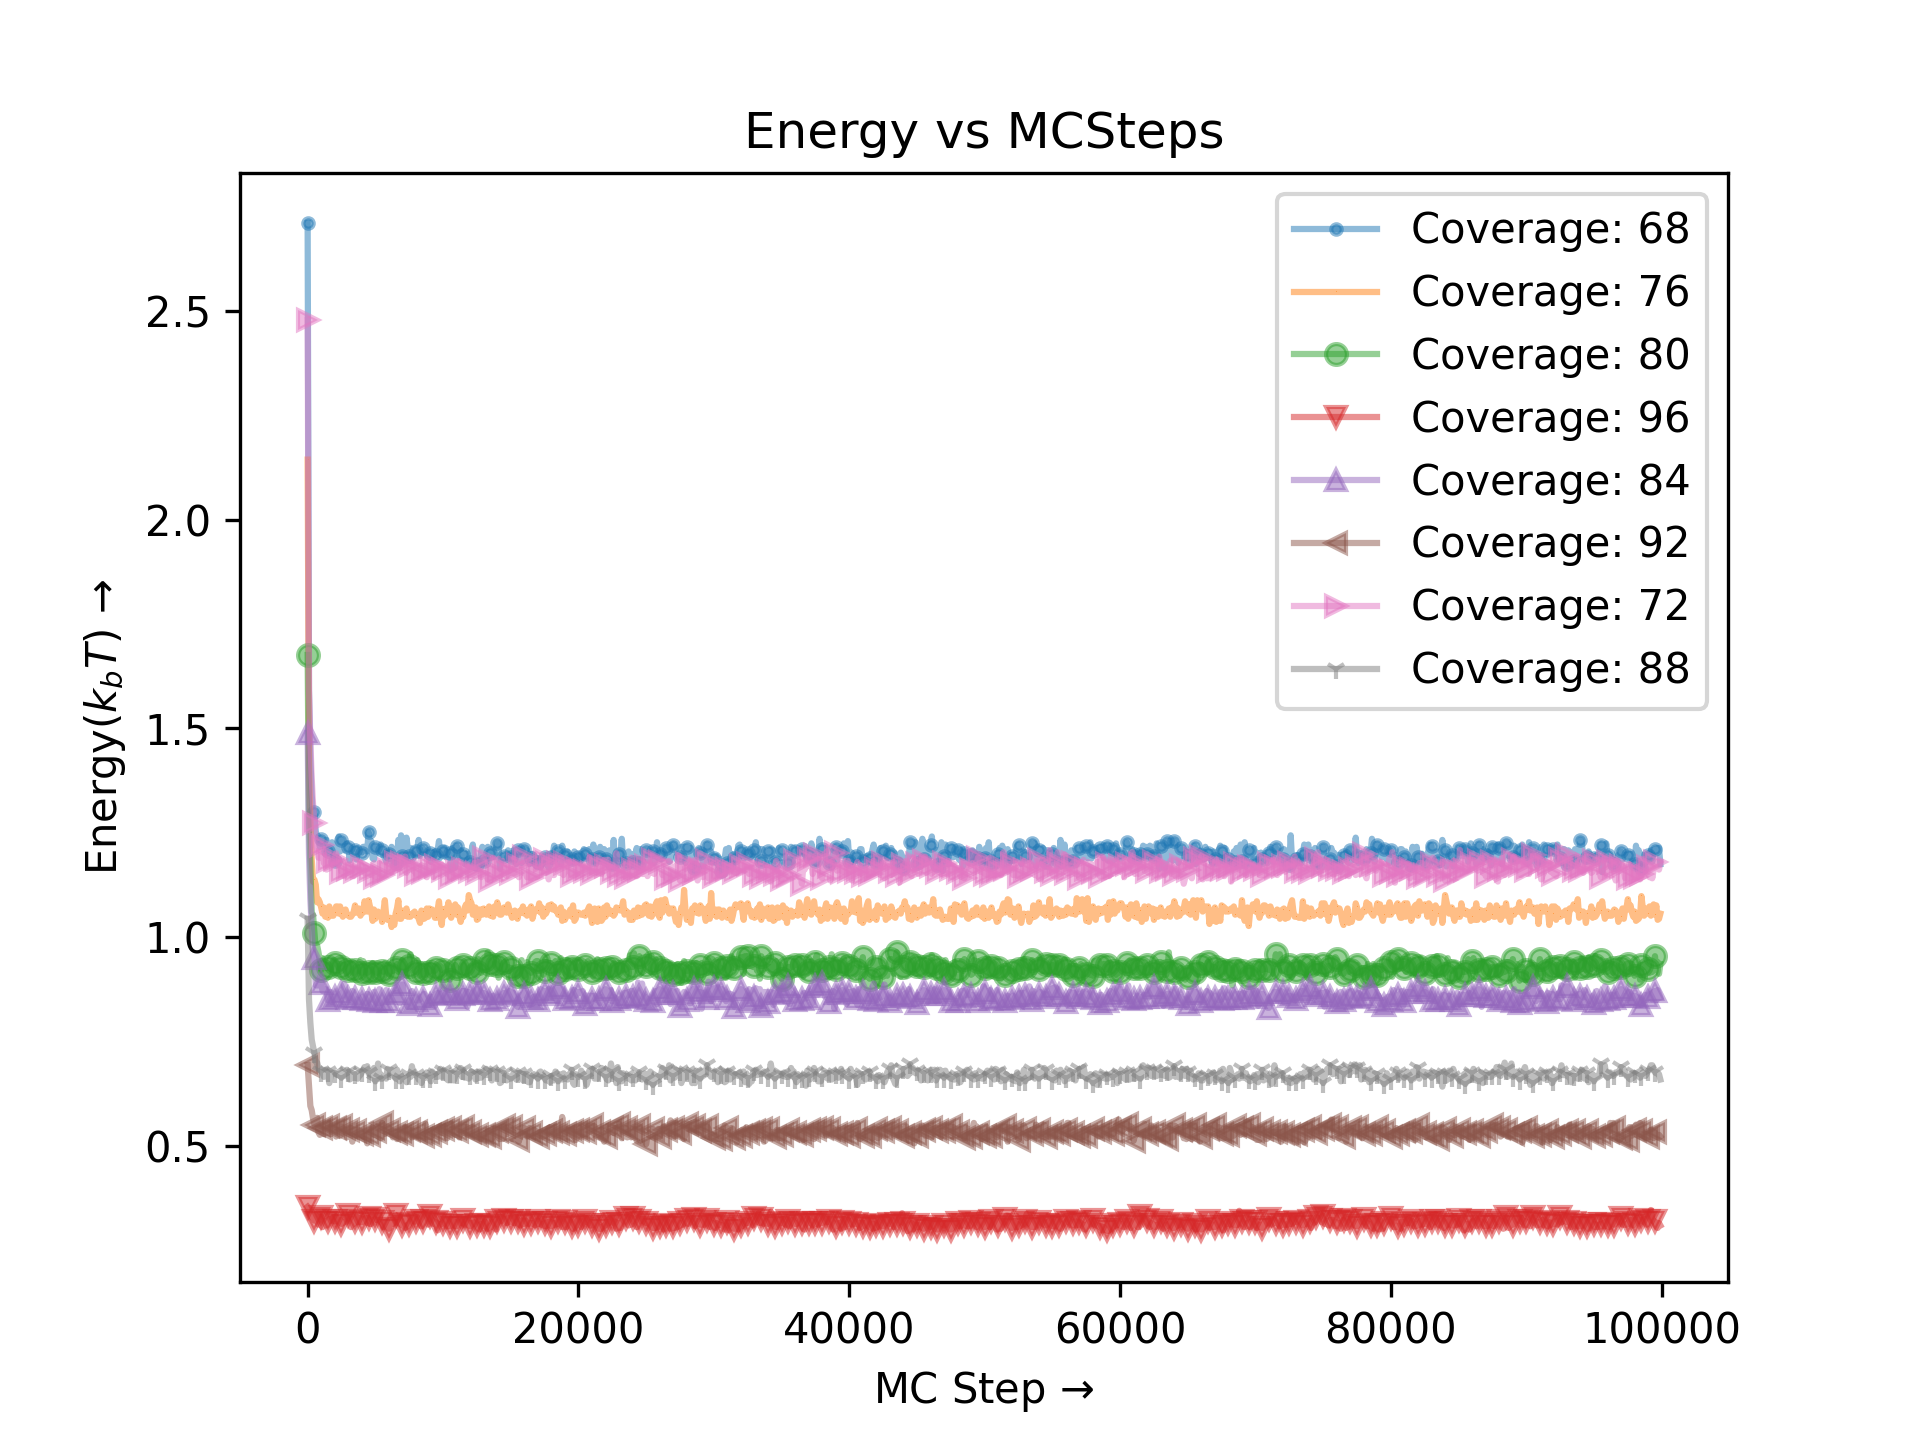 Energy vs MCSteps
Energy(k_bT) →
2.5
2.0
1.5
1.0
0.5
Coverage: 68
Coverage: 76
Coverage: 80
Coverage: 96
Coverage: 84
Coverage: 92
Coverage: 72
Coverage: 88
0 20000 40000 60000 80000 100000
MC Step →